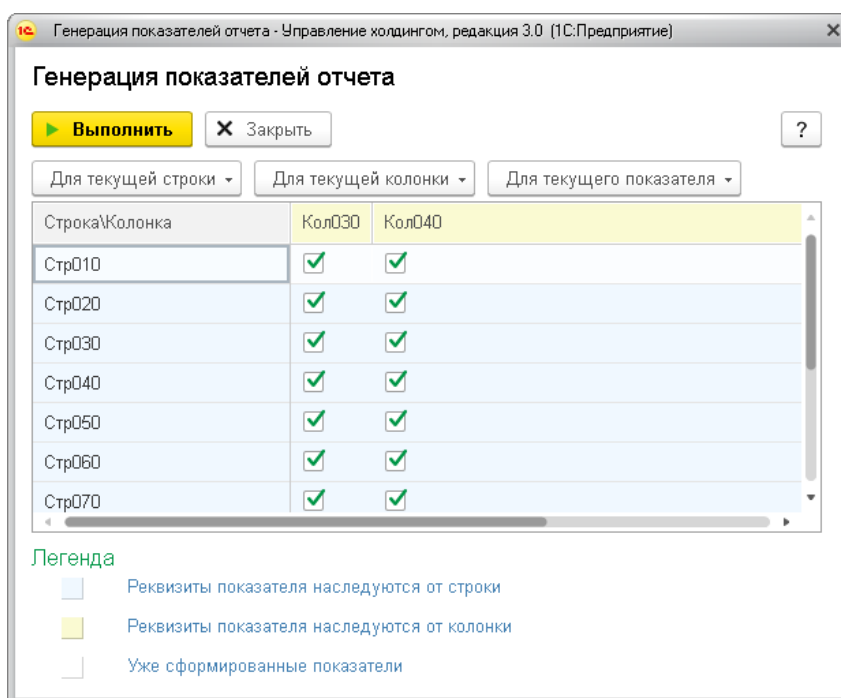 1С Генерация показателей отчета - Управление холдингом, редакция 3.0 (1С:Предприятие)
Генерация показателей отчета
Выполнить Закрыть ?
Для текущей строки Для текущей колонки Для текущего показателя
Строка\Колонка Кол030 Кол040
Стр010
Стр020
Стр030
Стр040
Стр050
Стр060
Стр070
Легенда
Реквизиты показателя наследуются от строки
Реквизиты показателя наследуются от колонки
Уже сформированные показатели